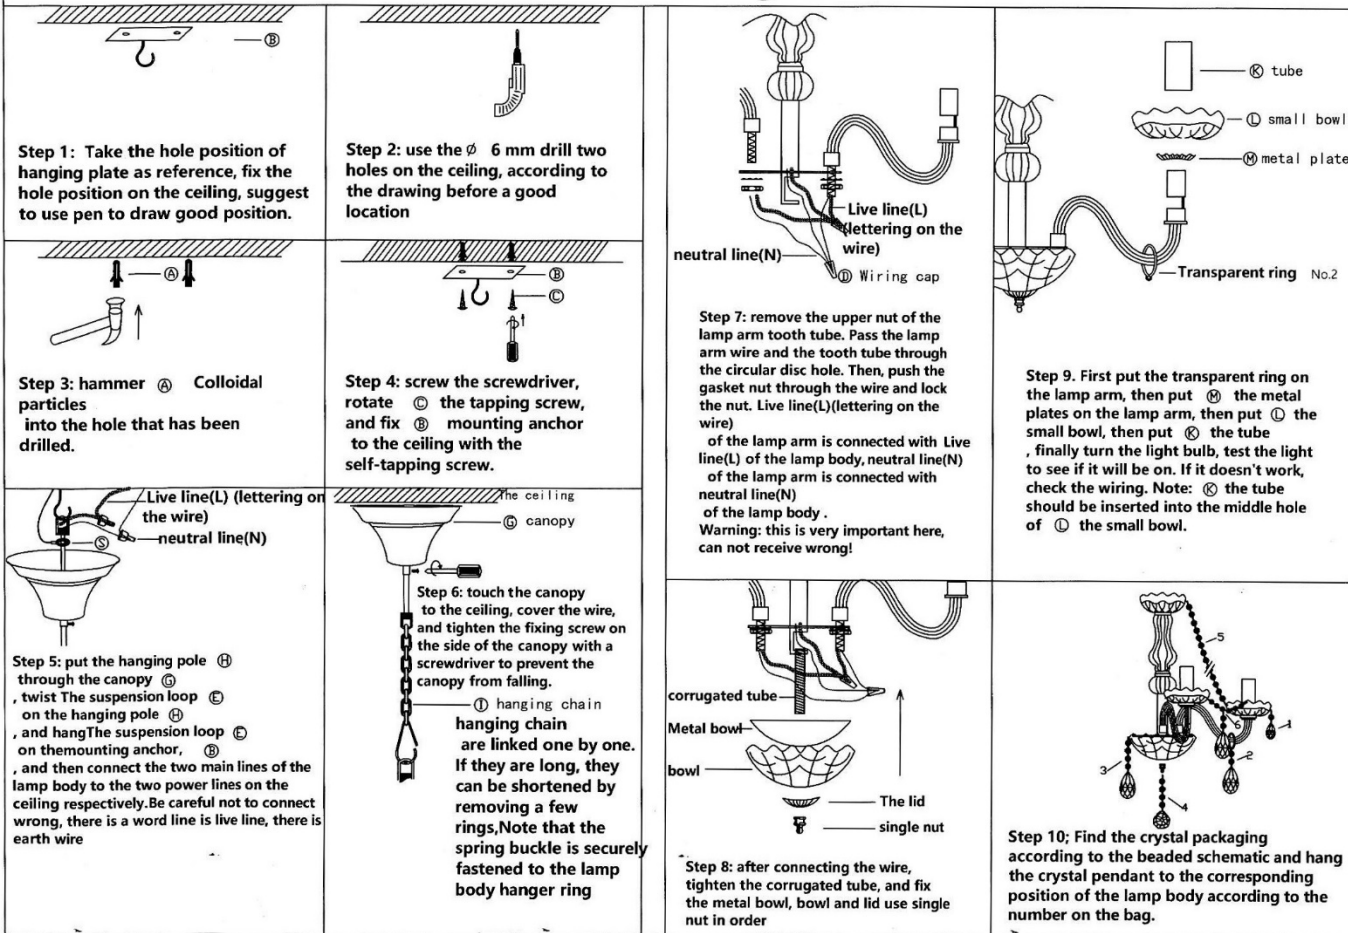 B
Step 1: Take the hole position of
hanging plate as reference, fix the
hole position on the ceiling, suggest
to use pen to draw good position.
Step 2: use the Ø 6 mm drill two
holes on the ceiling, according to
the drawing before a good
location
A
Step 3: hammer Ⓐ Colloidal
particles
into the hole that has been
drilled.
Ⓑ
Ⓒ
Step 4: screw the screwdriver,
rotate Ⓒ the tapping screw,
and fix Ⓑ mounting anchor
to the ceiling with the
self-tapping screw.
Live line(L) (lettering on
the wire)
neutral line(N)
Ⓢ
Step 5: put the hanging pole Ⓗ
through the canopy Ⓖ
, twist The suspension loop Ⓔ
on the hanging pole Ⓗ
, and hangThe suspension loop Ⓔ
on themounting anchor, Ⓑ
, and then connect the two main lines of the
lamp body to the two power lines on the
ceiling respectively.Be careful not to connect
wrong, there is a word line is live line, there is
earth wire
The ceiling
Ⓖ canopy
Step 6: touch the canopy
to the ceiling, cover the wire,
and tighten the fixing screw on
the side of the canopy with a
screwdriver to prevent the
canopy from falling.
Ⓘ hanging chain
hanging chain
are linked one by one.
If they are long, they
can be shortened by
removing a few
rings,Note that the
spring buckle is securely
fastened to the lamp
body hanger ring
Live line(L)
(lettering on the
wire)
neutral line(N)
Ⓓ Wiring cap
Step 7: remove the upper nut of the
lamp arm tooth tube. Pass the lamp
arm wire and the tooth tube through
the circular disc hole. Then, push the
gasket nut through the wire and lock
the nut. Live line(L)(lettering on the
wire)
of the lamp arm is connected with Live
line(L) of the lamp body, neutral line(N)
of the lamp arm is connected with
neutral line(N)
of the lamp body .
Warning: this is very important here,
can not receive wrong!
corrugated tube
Metal bowl
bowl
The lid
single nut
Step 8: after connecting the wire,
tighten the corrugated tube, and fix
the metal bowl, bowl and lid use single
nut in order
Ⓚ tube
Ⓛ small bowl
Ⓜ metal plate
Transparent ring No.2
Step 9. First put the transparent ring on
the lamp arm, then put Ⓜ the metal
plates on the lamp arm, then put Ⓛ the
small bowl, then put Ⓚ the tube
, finally turn the light bulb, test the light
to see if it will be on. If it doesn't work,
check the wiring. Note: Ⓚ the tube
should be inserted into the middle hole
of Ⓛ the small bowl.
5
6
1
2
3
4
Step 10; Find the crystal packaging
according to the beaded schematic and hang
the crystal pendant to the corresponding
position of the lamp body according to the
number on the bag.